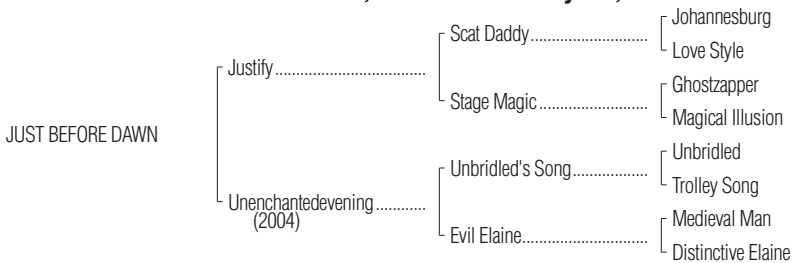 Johannesburg
Scat Daddy
Love Style
Justify
Ghostzapper
Stage Magic
Magical Illusion
JUST BEFORE DAWN
Unbridled
Unbridled's Song
Trolley Song
Unenchantedevening
(2004)
Medieval Man
Evil Elaine
Distinctive Elaine